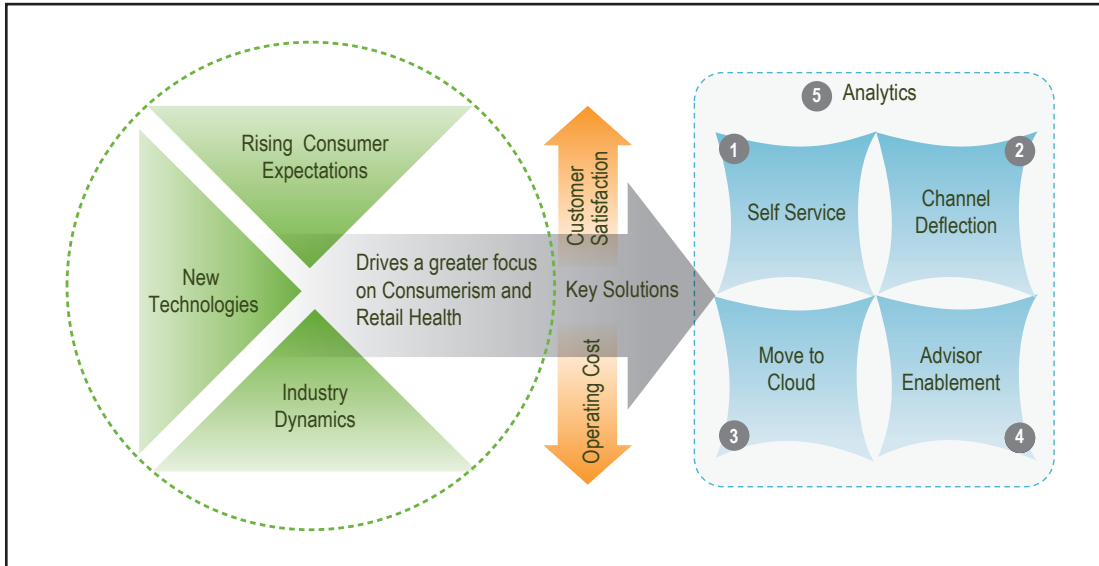 Rising Consumer
Expectations
New
Technologies
Industry
Dynamics
Drives a greater focus
on Consumerism and
Retail Health
Customer
Satisfaction
Key Solutions
Operating Cost
5 Analytics
1
Self Service
2
Channel
Deflection
Move to
Cloud
3
Advisor
Enablement
4